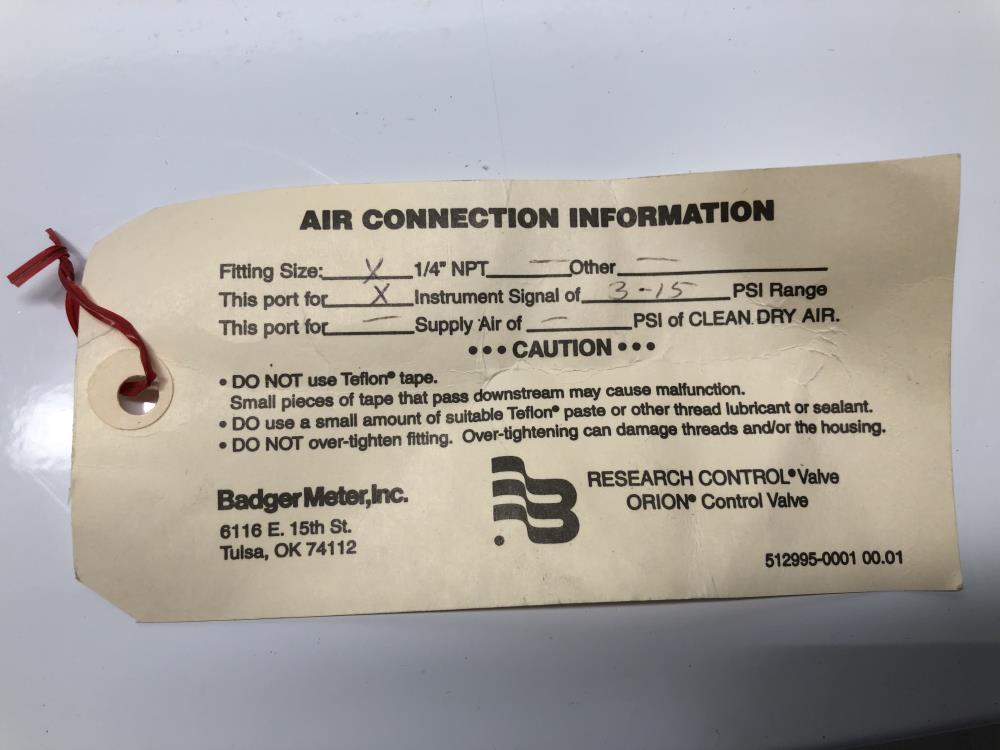 AIR CONNECTION INFORMATION
Fitting Size: X 1/4" NPT — Other —
This port for X Instrument Signal of 3-15 PSI Range
This port for — Supply Air of — PSI of CLEAN DRY AIR.
••• CAUTION •••
• DO NOT use Teflon® tape.
Small pieces of tape that pass downstream may cause malfunction.
• DO use a small amount of suitable Teflon® paste or other thread lubricant or sealant.
• DO NOT over-tighten fitting. Over-tightening can damage threads and/or the housing.
Badger Meter, Inc.
6116 E. 15th St.
Tulsa, OK 74112
RESEARCH CONTROL® Valve
ORION® Control Valve
512995-0001 00.01